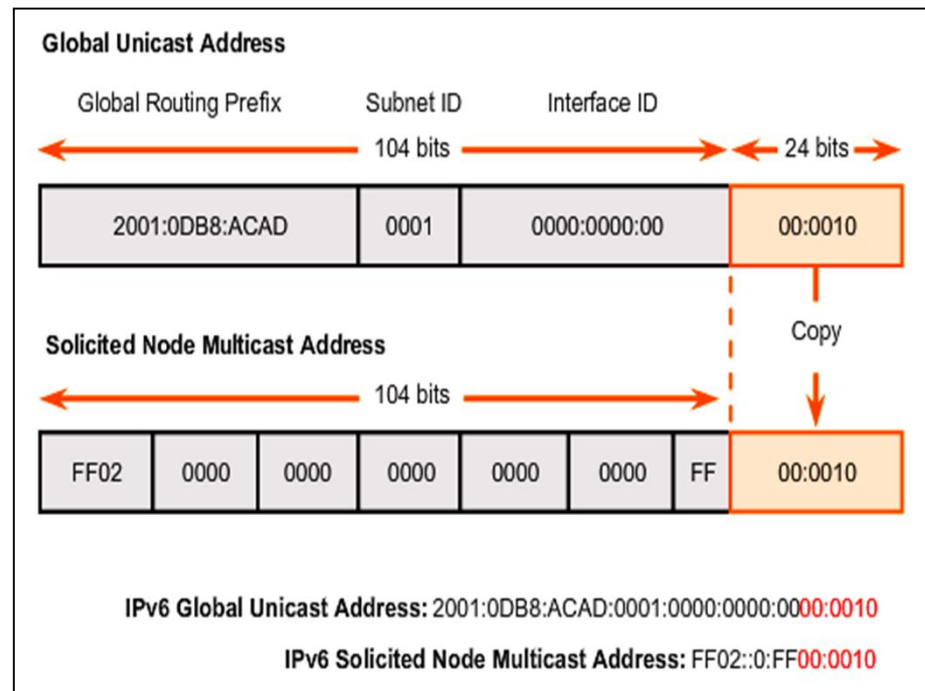 Global Unicast Address
Global Routing Prefix Subnet ID Interface ID
104 bits 24 bits
2001:0DB8:ACAD 0001 0000:0000:00 00:0010
Copy
Solicited Node Multicast Address
104 bits
FF02 0000 0000 0000 0000 0000 FF 00:0010
IPv6 Global Unicast Address: 2001:0DB8:ACAD:0001:0000:0000:0000:0010
IPv6 Solicited Node Multicast Address: FF02::0:FF00:0010